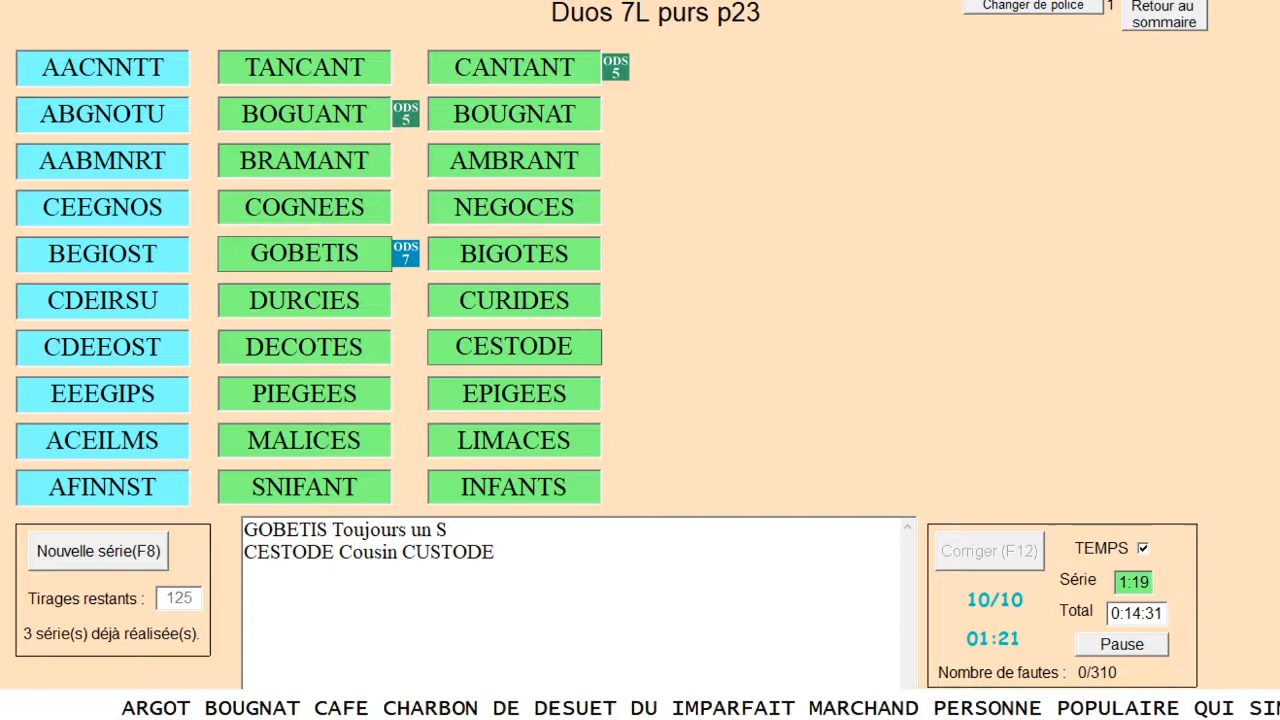 Duos 7L purs p23
Changer de police 1
Retour au
sommaire
AACNNTT TANCANT CANTANT ODS 5
ABGNOTU BOGUANT ODS 5 BOUGNAT
AABMNRT BRAMANT AMBRANT
CEEGNOS COGNEES NEGOCES
BEGIOST GOBETIS ODS 7 BIGOTES
CDEIRSU DURCIES CURIDES
CDEEOST DECOTES CESTODE
EEEGIPS PIEGEES EPIGEES
ACEILMS MALICES LIMACES
AFINNST SNIFANT INFANTS
Nouvelle série(F8)
Tirages restants : 125
3 série(s) déjà réalisée(s).
GOBETIS Toujours un S
CESTODE Cousin CUSTODE
Corriger (F12) TEMPS
Série 1:19
10/10
Total 0:14:31
01:21
Pause
Nombre de fautes : 0/310
ARGOT BOUGNAT CAFE CHARBON DE DESUET DU IMPARFAIT MARCHAND PERSONNE POPULAIRE QUI